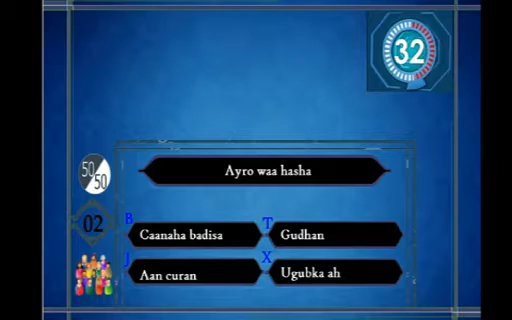 32
Ayro waa hasha
50
50
02
B
Caanaha badisa
T
Gudhan
J
Aan curan
X
Ugubka ah